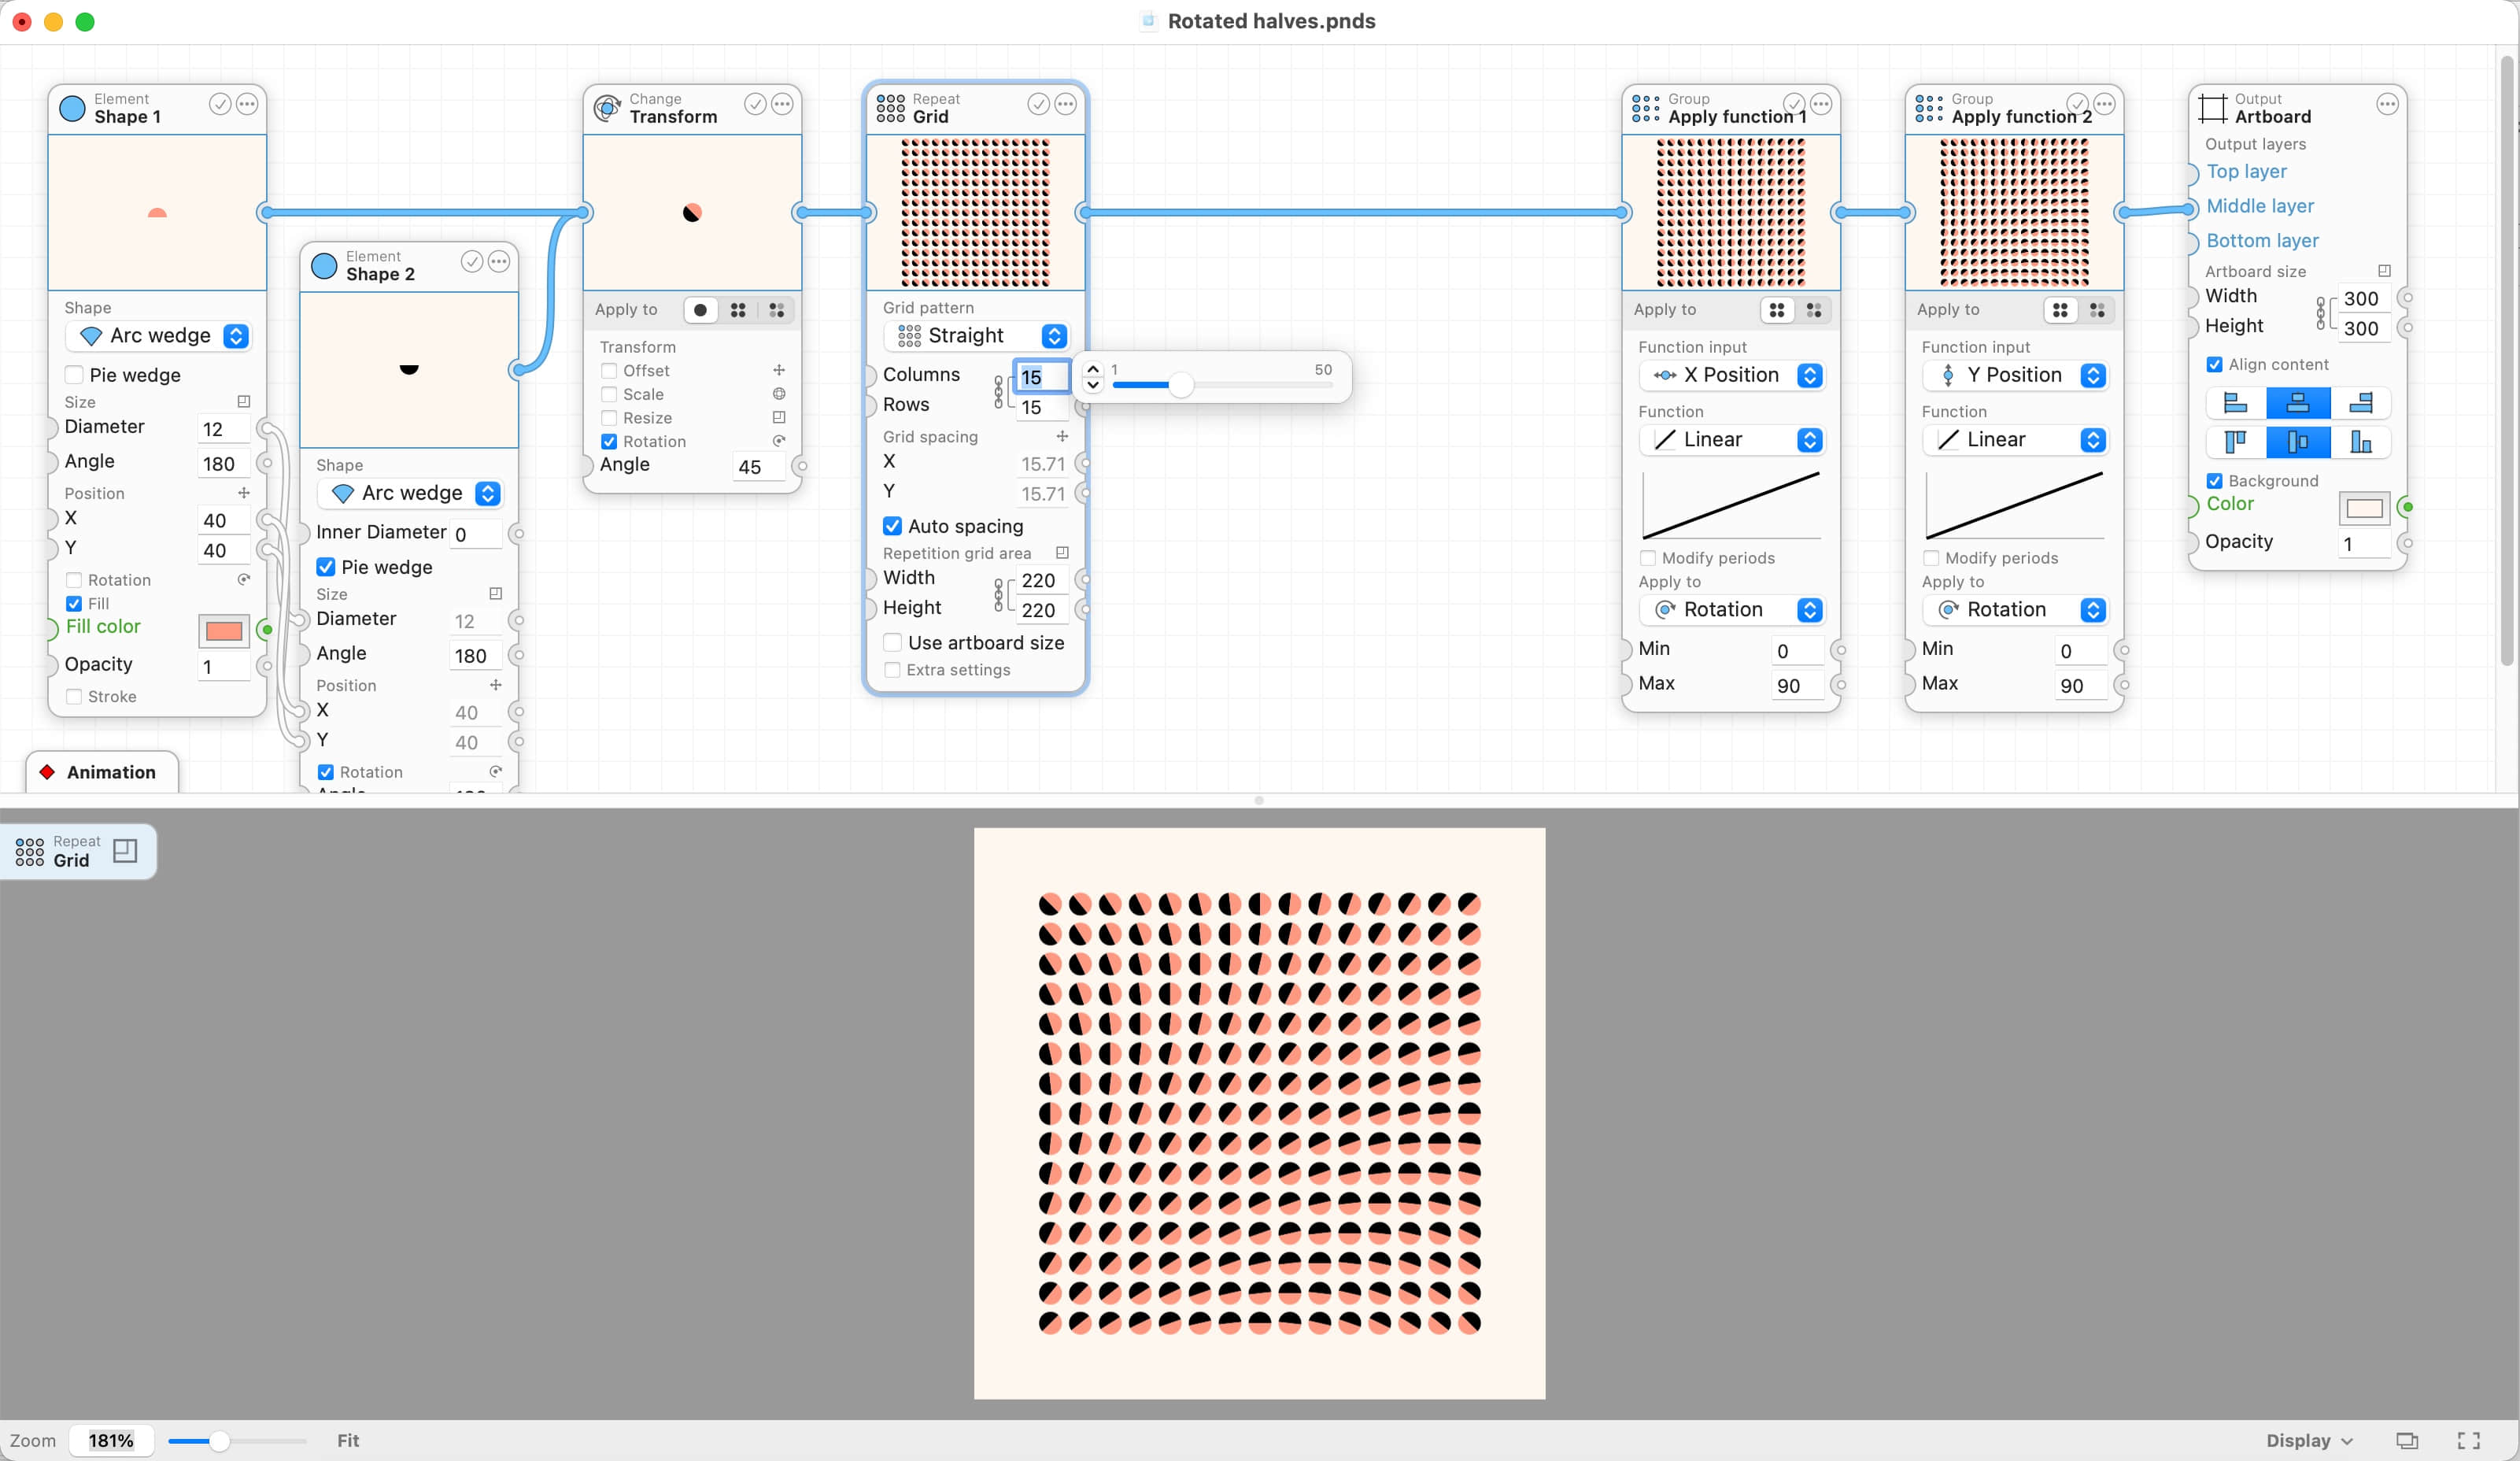 Rotated halves.pnds
Element
Shape 1
Shape
Arc wedge
Pie wedge
Size
Diameter 12
Angle 180
Position
X 40
Y 40
Rotation
Fill
Fill color
Opacity 1
Stroke
Animation
Element
Shape 2
Shape
Arc wedge
Inner Diameter 0
Pie wedge
Size
Diameter 12
Angle 180
Position
X 40
Y 40
Rotation
Change
Transform
Apply to
Transform
Offset
Scale
Resize
Rotation
Angle 45
Repeat
Grid
Grid pattern
Straight
Columns 15
1 50
Rows 15
Grid spacing
X 15.71
Y 15.71
Auto spacing
Repetition grid area
Width 220
Height 220
Use artboard size
Extra settings
Group
Apply function 1
Apply to
Function input
X Position
Function
Linear
Modify periods
Apply to
Rotation
Min 0
Max 90
Group
Apply function 2
Apply to
Function input
Y Position
Function
Linear
Modify periods
Apply to
Rotation
Min 0
Max 90
Output
Artboard
Output layers
Top layer
Middle layer
Bottom layer
Artboard size
Width 300
Height 300
Align content
Background
Color
Opacity 1
Repeat
Grid
Zoom 181% Fit Display